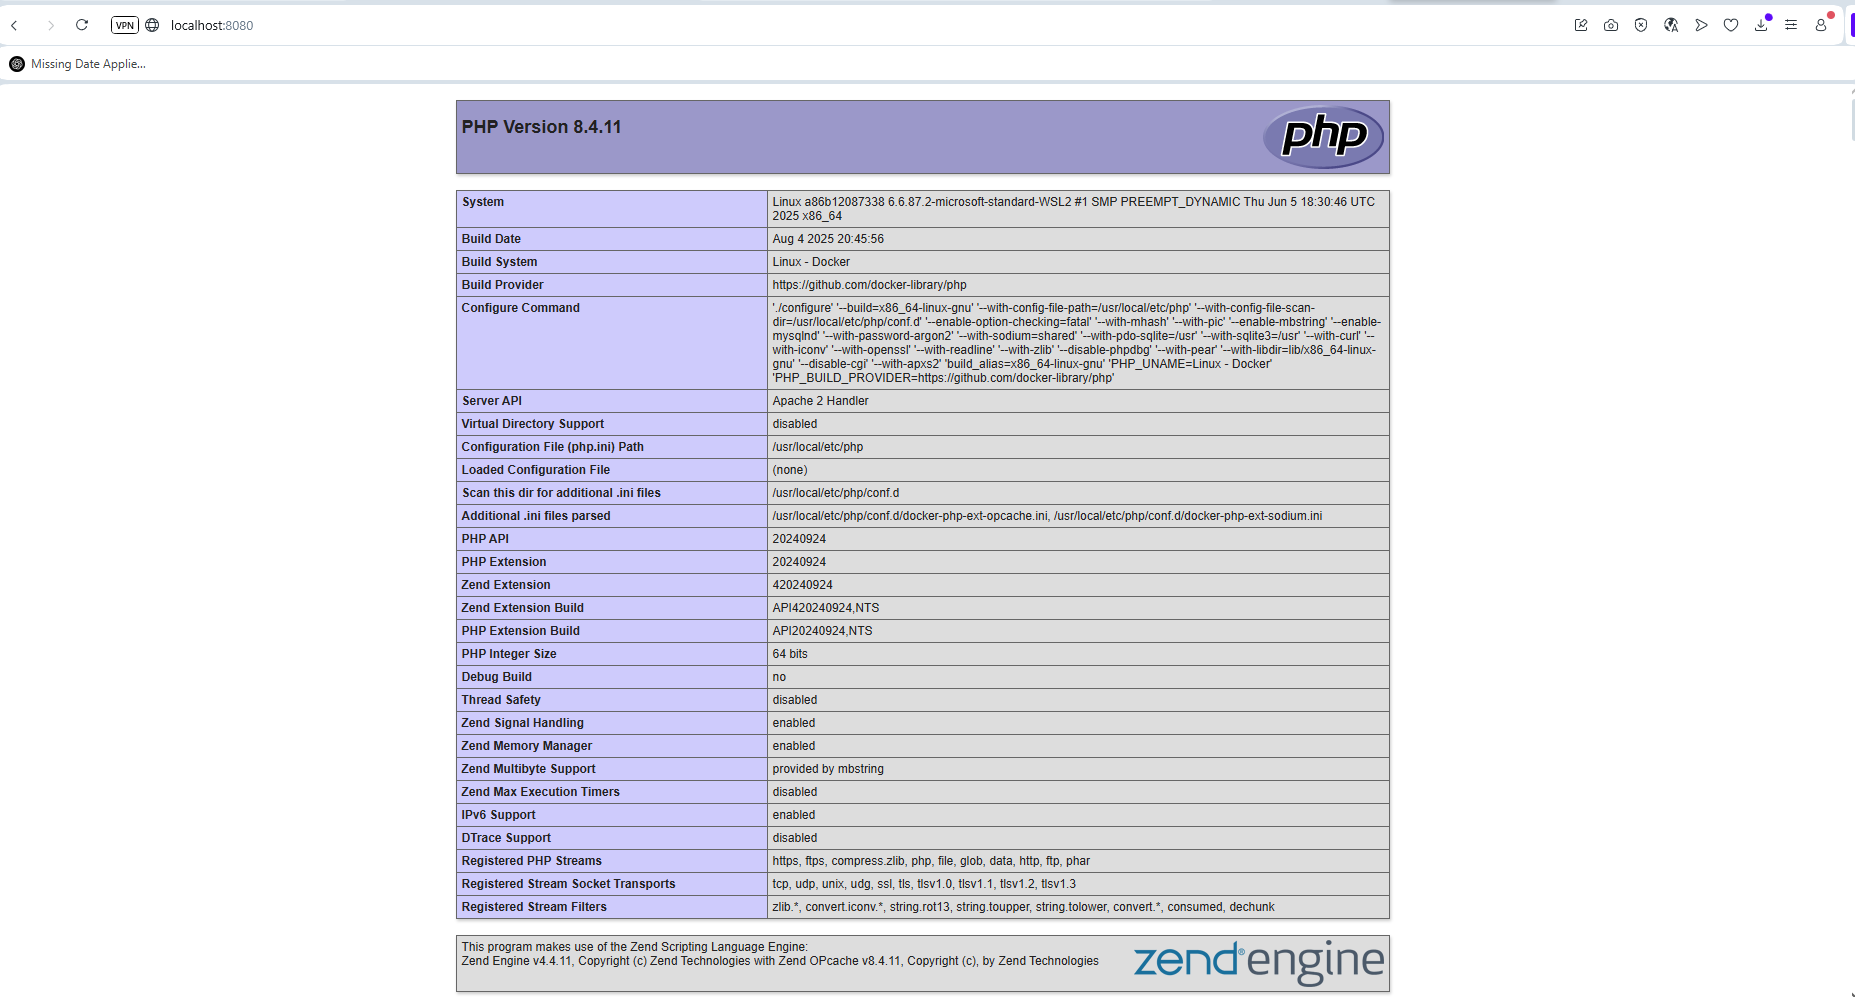 VPN localhost:8080
Missing Date Applie...
PHP Version 8.4.11
php
System
Linux a86b12087338 6.6.87.2-microsoft-standard-WSL2 #1 SMP PREEMPT_DYNAMIC Thu Jun 5 18:30:46 UTC
2025 x86_64
Build Date Aug 4 2025 20:45:56
Build System Linux - Docker
Build Provider https://github.com/docker-library/php
Configure Command
'./configure' '--build=x86_64-linux-gnu' '--with-config-file-path=/usr/local/etc/php' '--with-config-file-scan-
dir=/usr/local/etc/php/conf.d' '--enable-option-checking=fatal' '--with-mhash' '--with-pic' '--enable-mbstring' '--enable-
mysqlnd' '--with-password-argon2' '--with-sodium=shared' '--with-pdo-sqlite=/usr' '--with-sqlite3=/usr' '--with-curl' '--
with-iconv' '--with-openssl' '--with-readline' '--with-zlib' '--disable-phpdbg' '--with-pear' '--with-libdir=lib/x86_64-linux-
gnu' '--disable-cgi' '--with-apxs2' 'build_alias=x86_64-linux-gnu' 'PHP_UNAME=Linux - Docker'
'PHP_BUILD_PROVIDER=https://github.com/docker-library/php'
Server API Apache 2 Handler
Virtual Directory Support disabled
Configuration File (php.ini) Path /usr/local/etc/php
Loaded Configuration File (none)
Scan this dir for additional .ini files /usr/local/etc/php/conf.d
Additional .ini files parsed /usr/local/etc/php/conf.d/docker-php-ext-opcache.ini, /usr/local/etc/php/conf.d/docker-php-ext-sodium.ini
PHP API 20240924
PHP Extension 20240924
Zend Extension 420240924
Zend Extension Build API420240924,NTS
PHP Extension Build API20240924,NTS
PHP Integer Size 64 bits
Debug Build no
Thread Safety disabled
Zend Signal Handling enabled
Zend Memory Manager enabled
Zend Multibyte Support provided by mbstring
Zend Max Execution Timers disabled
IPv6 Support enabled
DTrace Support disabled
Registered PHP Streams https, ftps, compress.zlib, php, file, glob, data, http, ftp, phar
Registered Stream Socket Transports tcp, udp, unix, udg, ssl, tls, tlsv1.0, tlsv1.1, tlsv1.2, tlsv1.3
Registered Stream Filters zlib.*, convert.iconv.*, string.rot13, string.toupper, string.tolower, convert.*, consumed, dechunk
This program makes use of the Zend Scripting Language Engine:
Zend Engine v4.4.11, Copyright (c) Zend Technologies with Zend OPcache v8.4.11, Copyright (c), by Zend Technologies
zend®engine